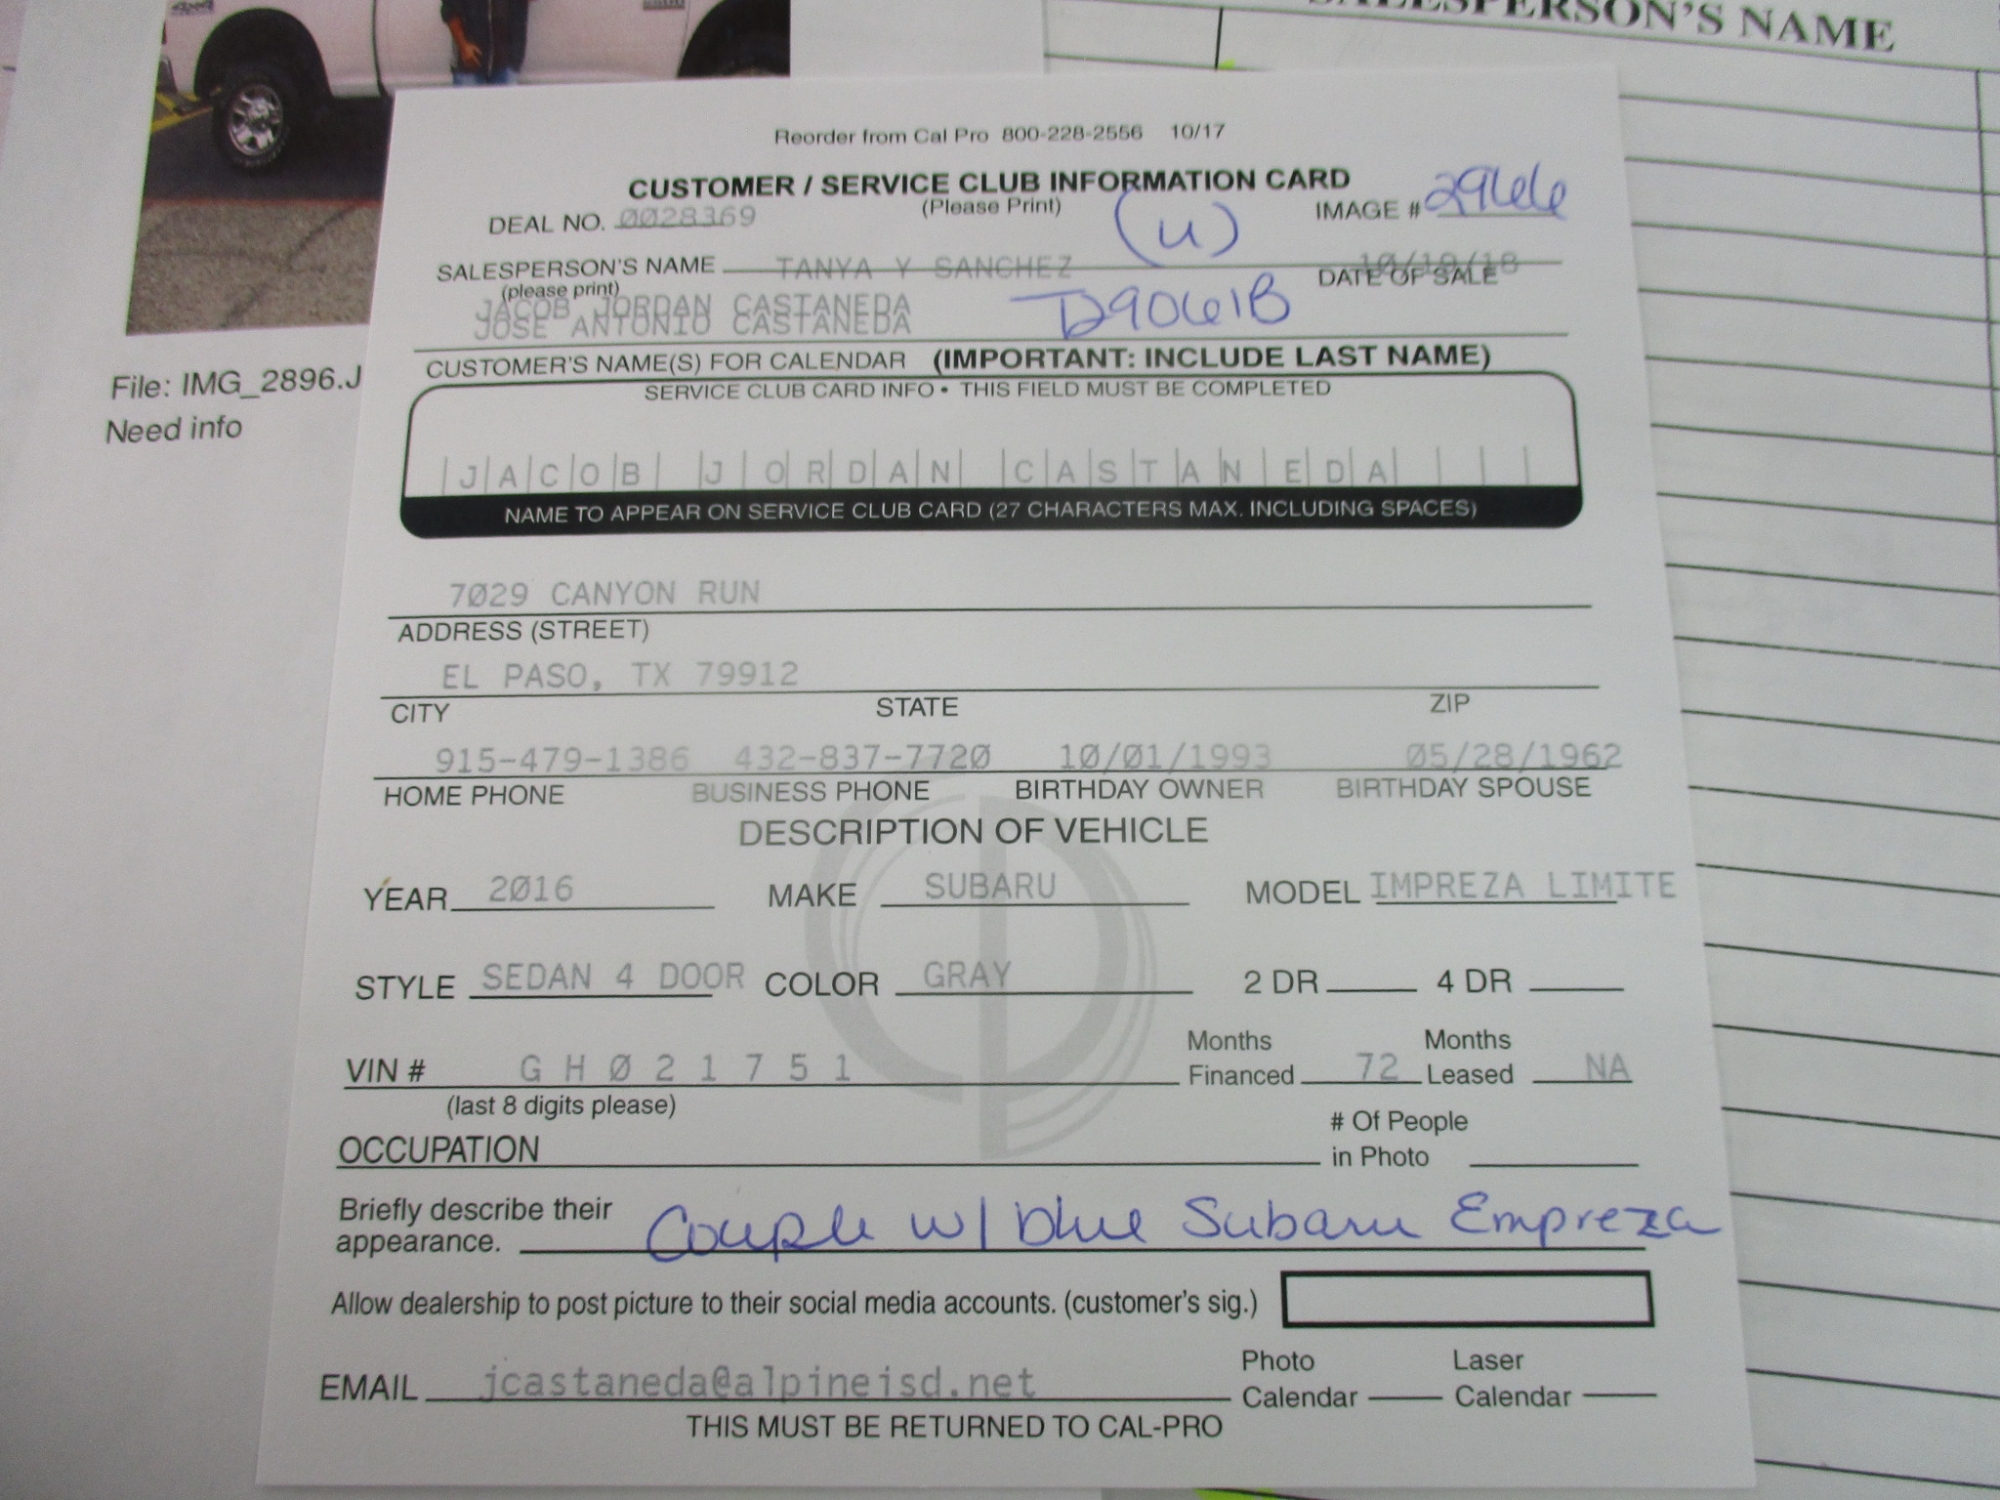 SALESPERSON'S NAME
File: IMG_2896.J
Need info
Reorder from Cal Pro 800-228-2556 10/17
CUSTOMER / SERVICE CLUB INFORMATION CARD
(Please Print)
DEAL NO. 0028369 (u) IMAGE # 2966
SALESPERSON'S NAME TANYA Y SANCHEZ DATE OF SALE 10/19/18
(please print)
JACOB JORDAN CASTANEDA
JOSE ANTONIO CASTANEDA
CUSTOMER'S NAME(S) FOR CALENDAR (IMPORTANT: INCLUDE LAST NAME)
SERVICE CLUB CARD INFO • THIS FIELD MUST BE COMPLETED
JACOB JORDAN CASTANEDA
NAME TO APPEAR ON SERVICE CLUB CARD (27 CHARACTERS MAX. INCLUDING SPACES)
7029 CANYON RUN
ADDRESS (STREET)
EL PASO, TX 79912
CITY STATE ZIP
915-479-1386 432-837-7720 10/01/1993 05/28/1962
HOME PHONE BUSINESS PHONE BIRTHDAY OWNER BIRTHDAY SPOUSE
DESCRIPTION OF VEHICLE
YEAR 2016 MAKE SUBARU MODEL IMPREZA LIMITE
STYLE SEDAN 4 DOOR COLOR GRAY 2 DR 4 DR
VIN # G H 0 2 1 7 5 1 Months Financed 72 Months Leased NA
(last 8 digits please)
OCCUPATION # Of People in Photo
Briefly describe their appearance. Couple w/ blue Subaru Empreza
Allow dealership to post picture to their social media accounts. (customer's sig.)
EMAIL jcastaneda@alpineisd.net Photo Calendar Laser Calendar
THIS MUST BE RETURNED TO CAL-PRO